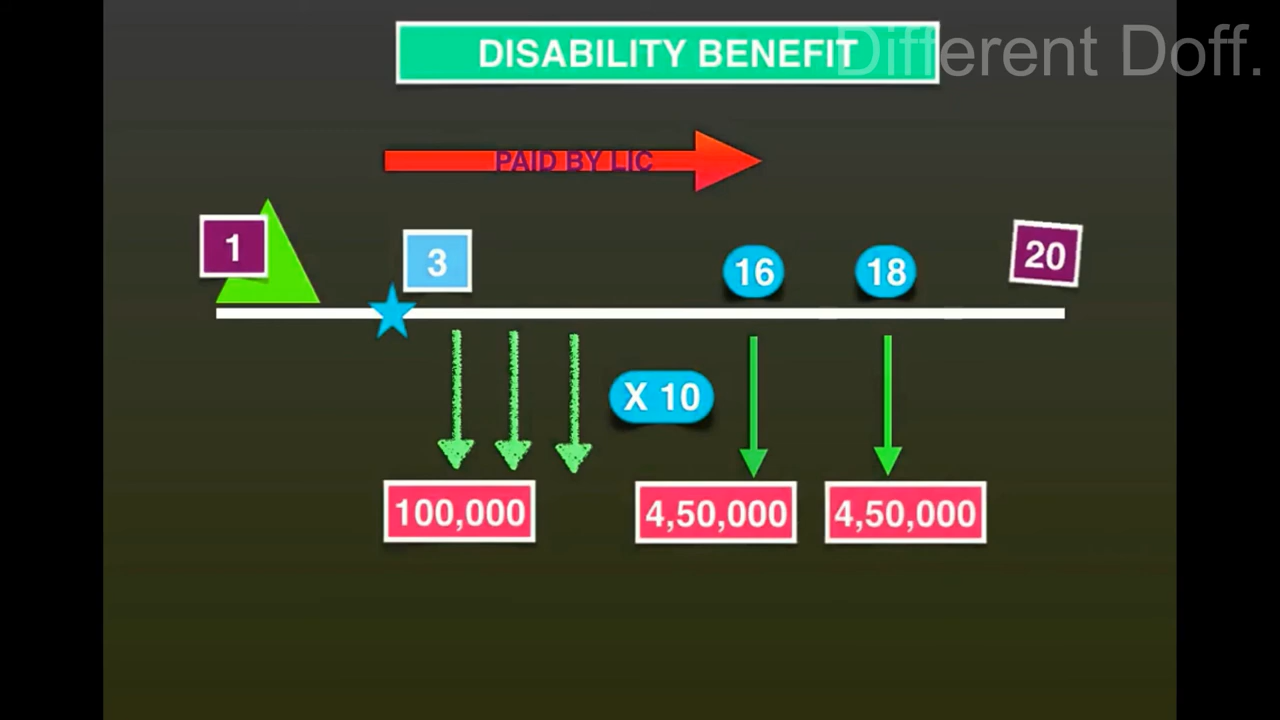 DISABILITY BENEFIT
Different Doff.
PAID BY LIC
1
3
16
18
20
X 10
100,000
4,50,000
4,50,000